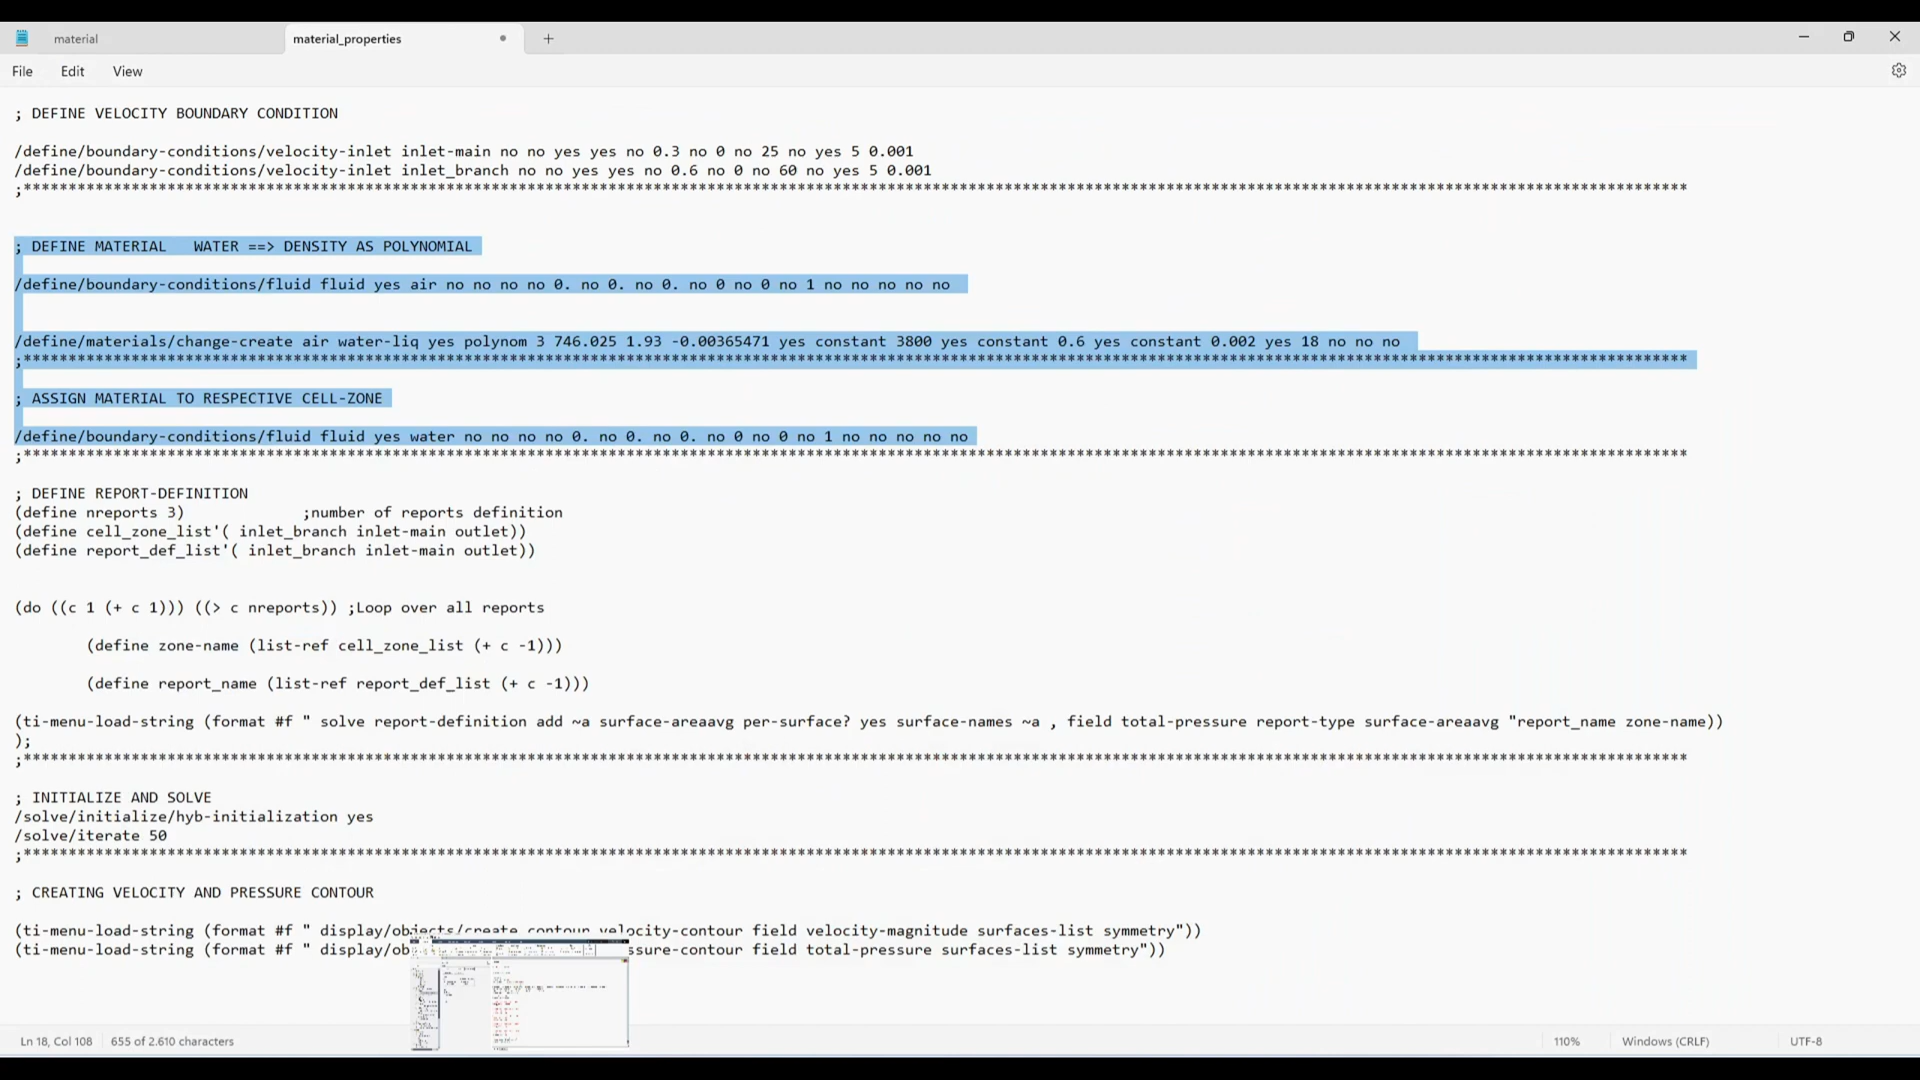 material
material_properties
File
Edit
View
; DEFINE VELOCITY BOUNDARY CONDITION
/define/boundary-conditions/velocity-inlet inlet-main no no yes yes no 0.3 no 0 no 25 no yes 5 0.001
/define/boundary-conditions/velocity-inlet inlet_branch no no yes yes no 0.6 no 0 no 60 no yes 5 0.001
; DEFINE MATERIAL   WATER ==> DENSITY AS POLYNOMIAL
/define/boundary-conditions/fluid fluid yes air no no no no 0. no 0. no 0. no 0 no 0 no 1 no no no no no
/define/materials/change-create air water-liq yes polynom 3 746.025 1.93 -0.00365471 yes constant 3800 yes constant 0.6 yes constant 0.002 yes 18 no no no
; ASSIGN MATERIAL TO RESPECTIVE CELL-ZONE
/define/boundary-conditions/fluid fluid yes water no no no no 0. no 0. no 0. no 0 no 0 no 1 no no no no no
; DEFINE REPORT-DEFINITION
(define nreports 3)             ;number of reports definition
(define cell_zone_list'( inlet_branch inlet-main outlet))
(define report_def_list'( inlet_branch inlet-main outlet))
(do ((c 1 (+ c 1))) ((> c nreports)) ;Loop over all reports
        (define zone-name (list-ref cell_zone_list (+ c -1)))
        (define report_name (list-ref report_def_list (+ c -1)))
(ti-menu-load-string (format #f " solve report-definition add ~a surface-areaavg per-surface? yes surface-names ~a , field total-pressure report-type surface-areaavg "report_name zone-name))
);
; INITIALIZE AND SOLVE
/solve/initialize/hyb-initialization yes
/solve/iterate 50
; CREATING VELOCITY AND PRESSURE CONTOUR
(ti-menu-load-string (format #f " display/objects/create contour velocity-contour field velocity-magnitude surfaces-list symmetry"))
(ti-menu-load-string (format #f " display/ob ssure-contour field total-pressure surfaces-list symmetry"))
Ln 18, Col 108
655 of 2.610 characters
110%
Windows (CRLF)
UTF-8